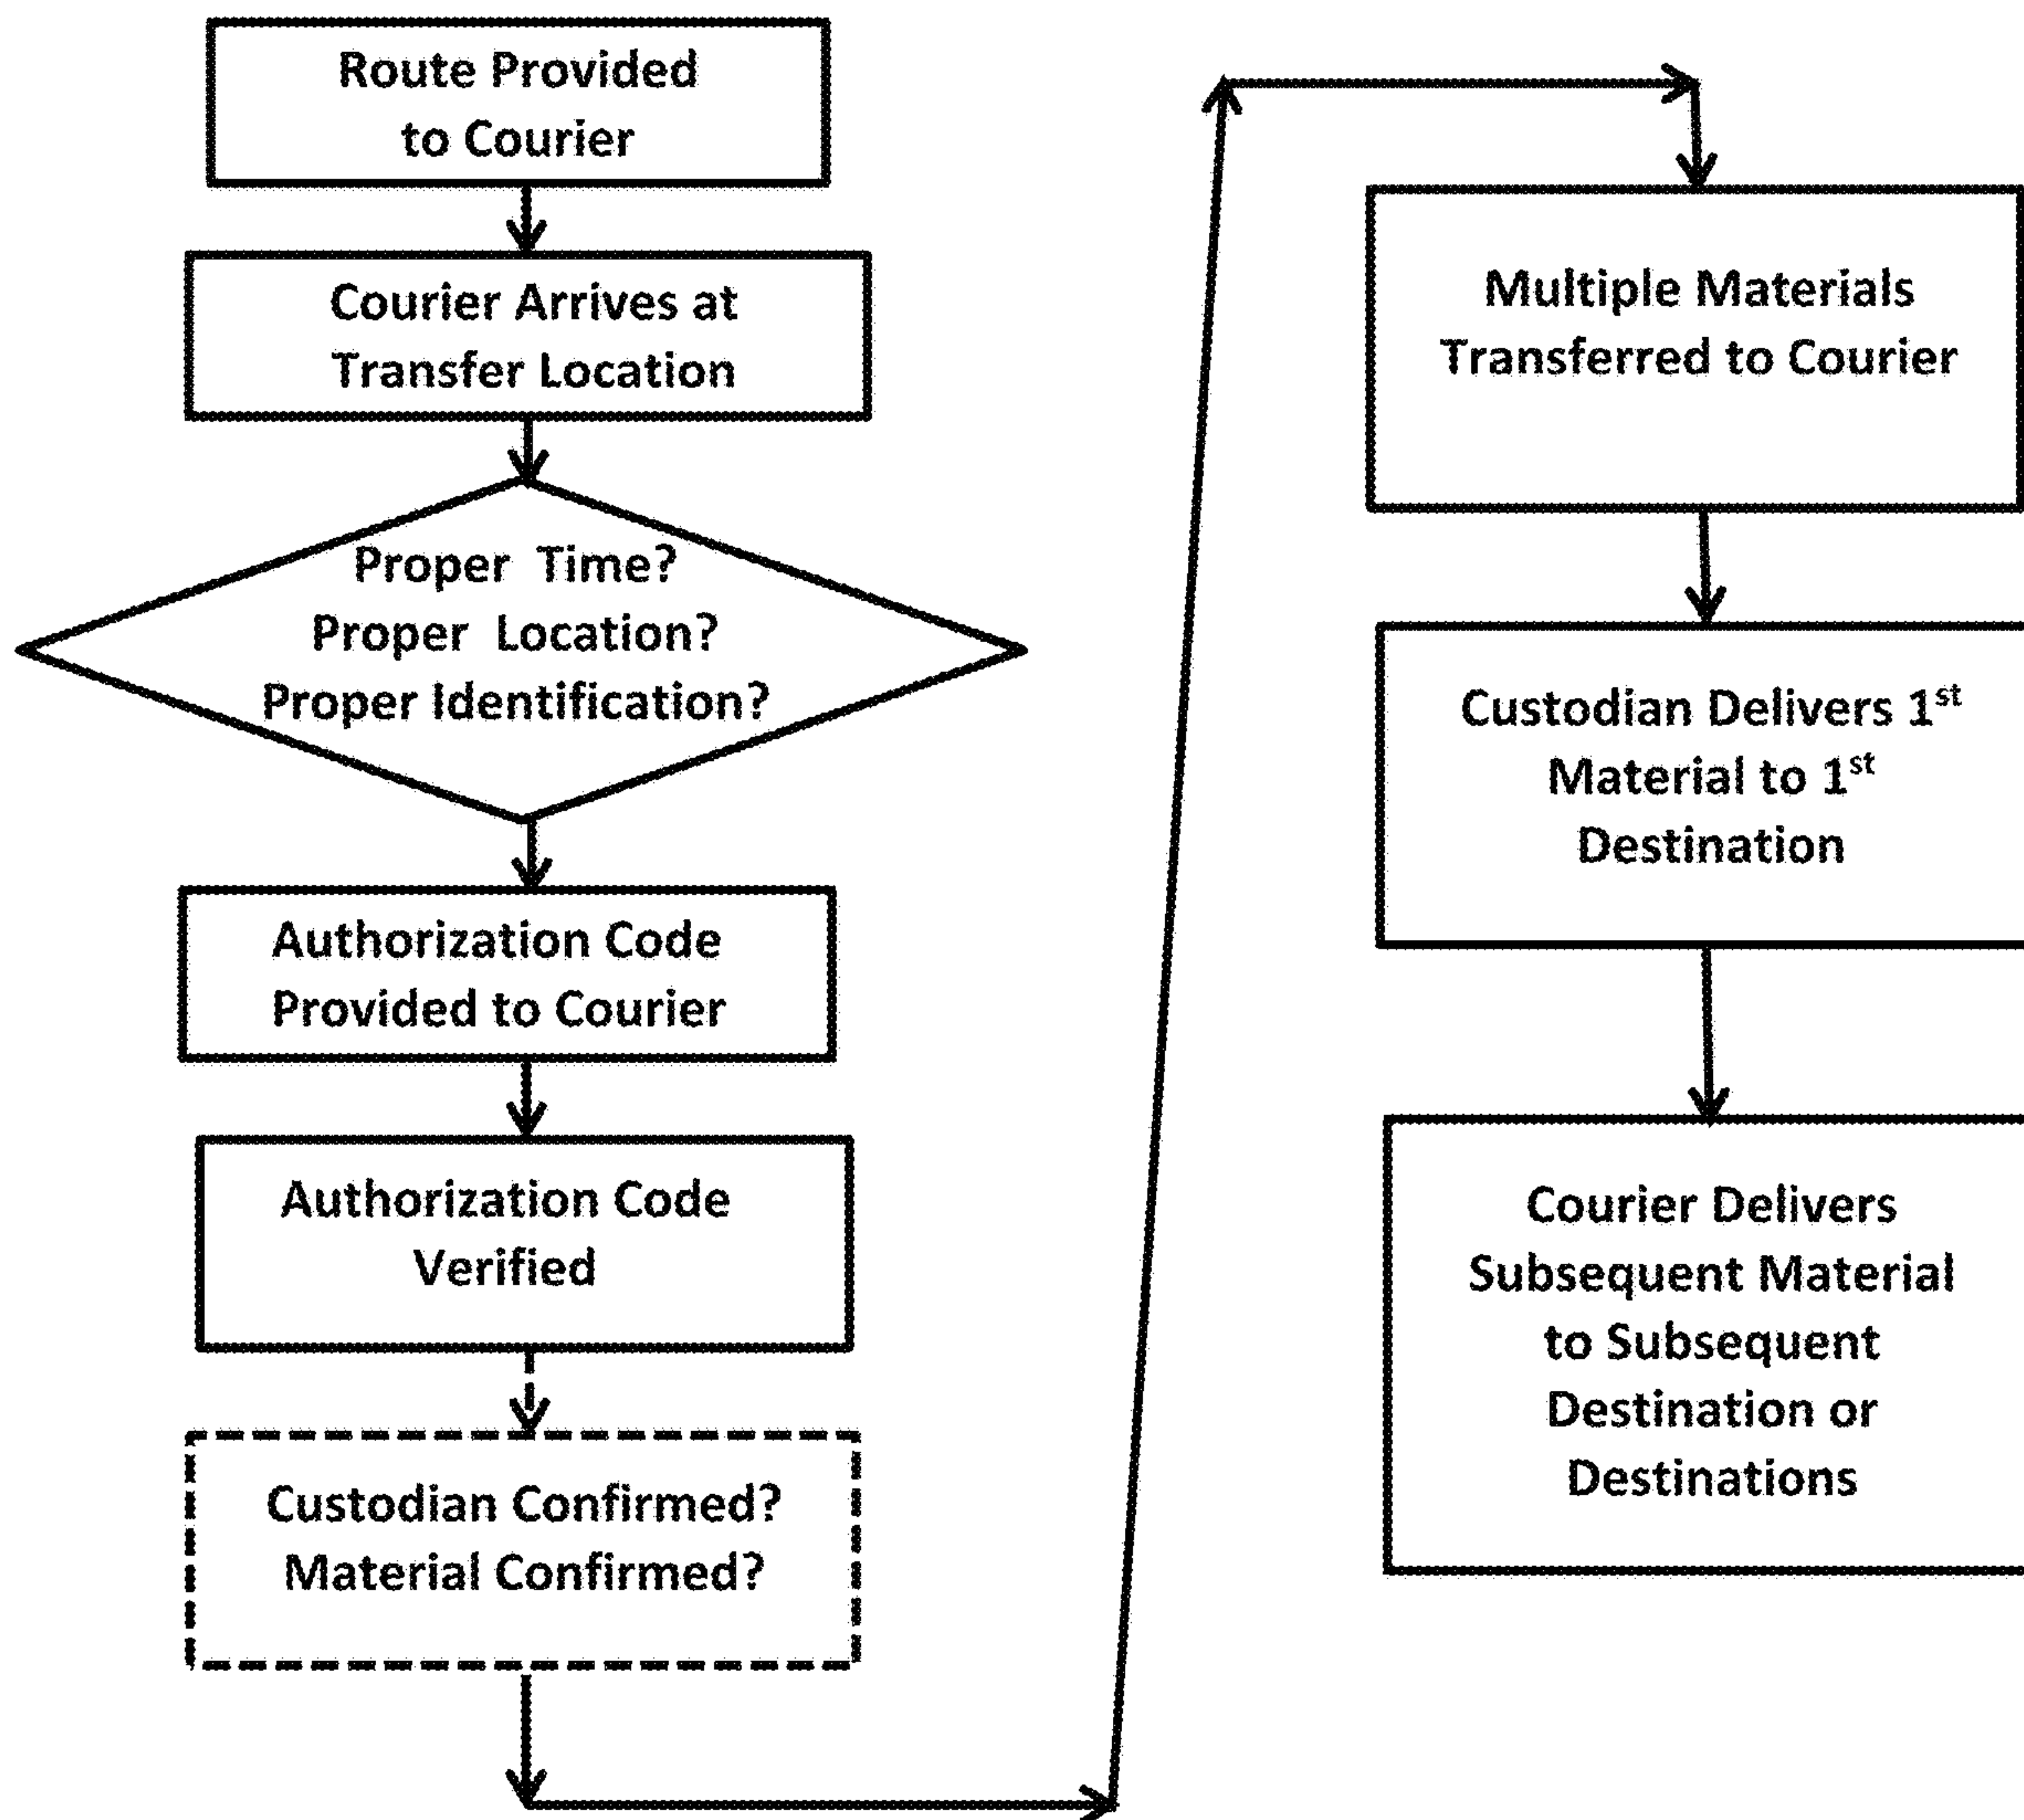 Route Provided
to Courier
Courier Arrives at
Transfer Location
Proper Time?
Proper Location?
Proper Identification?
Authorization Code
Provided to Courier
Authorization Code
Verified
Custodian Confirmed?
Material Confirmed?
Multiple Materials
Transferred to Courier
Custodian Delivers 1st
Material to 1st
Destination
Courier Delivers
Subsequent Material
to Subsequent
Destination or
Destinations